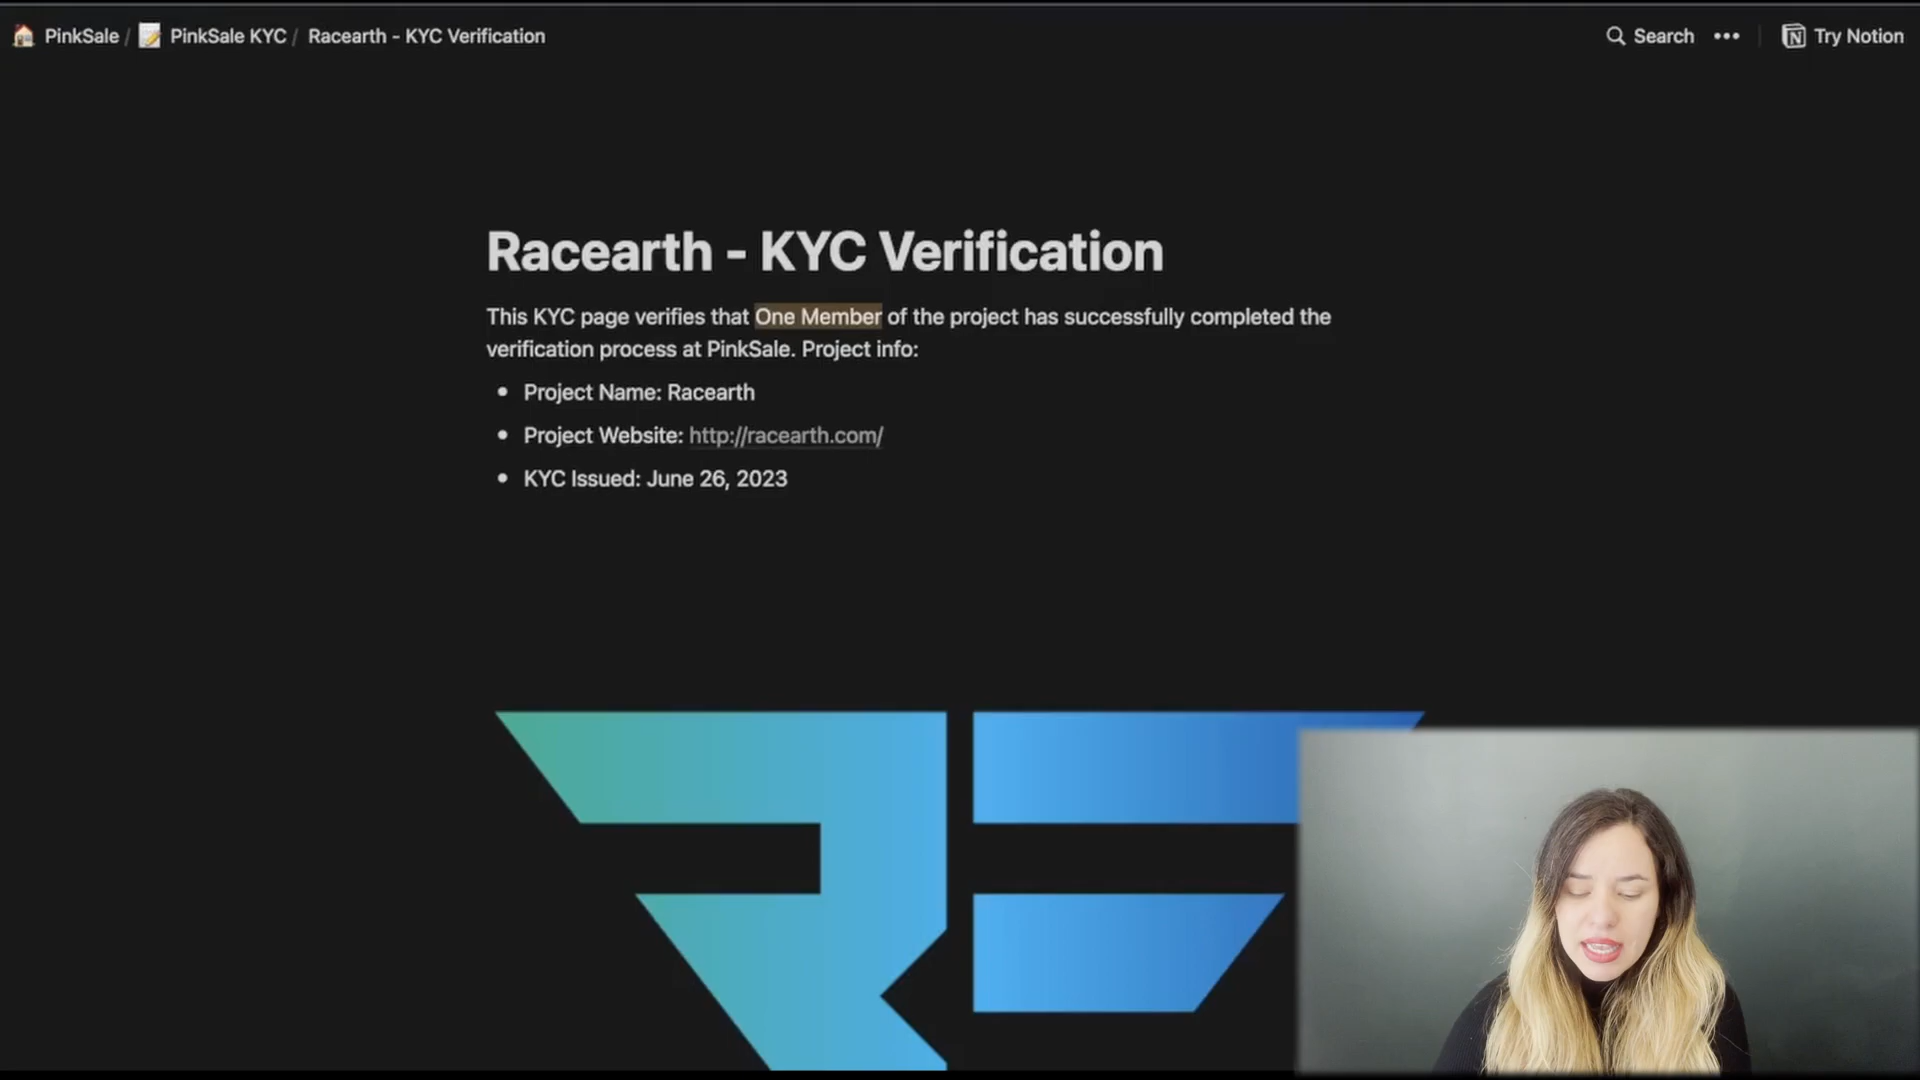 PinkSale / PinkSale KYC / Racearth - KYC Verification
Search ••• Try Notion
Racearth - KYC Verification
This KYC page verifies that One Member of the project has successfully completed the
verification process at PinkSale. Project info:
• Project Name: Racearth
• Project Website: http://racearth.com/
• KYC Issued: June 26, 2023